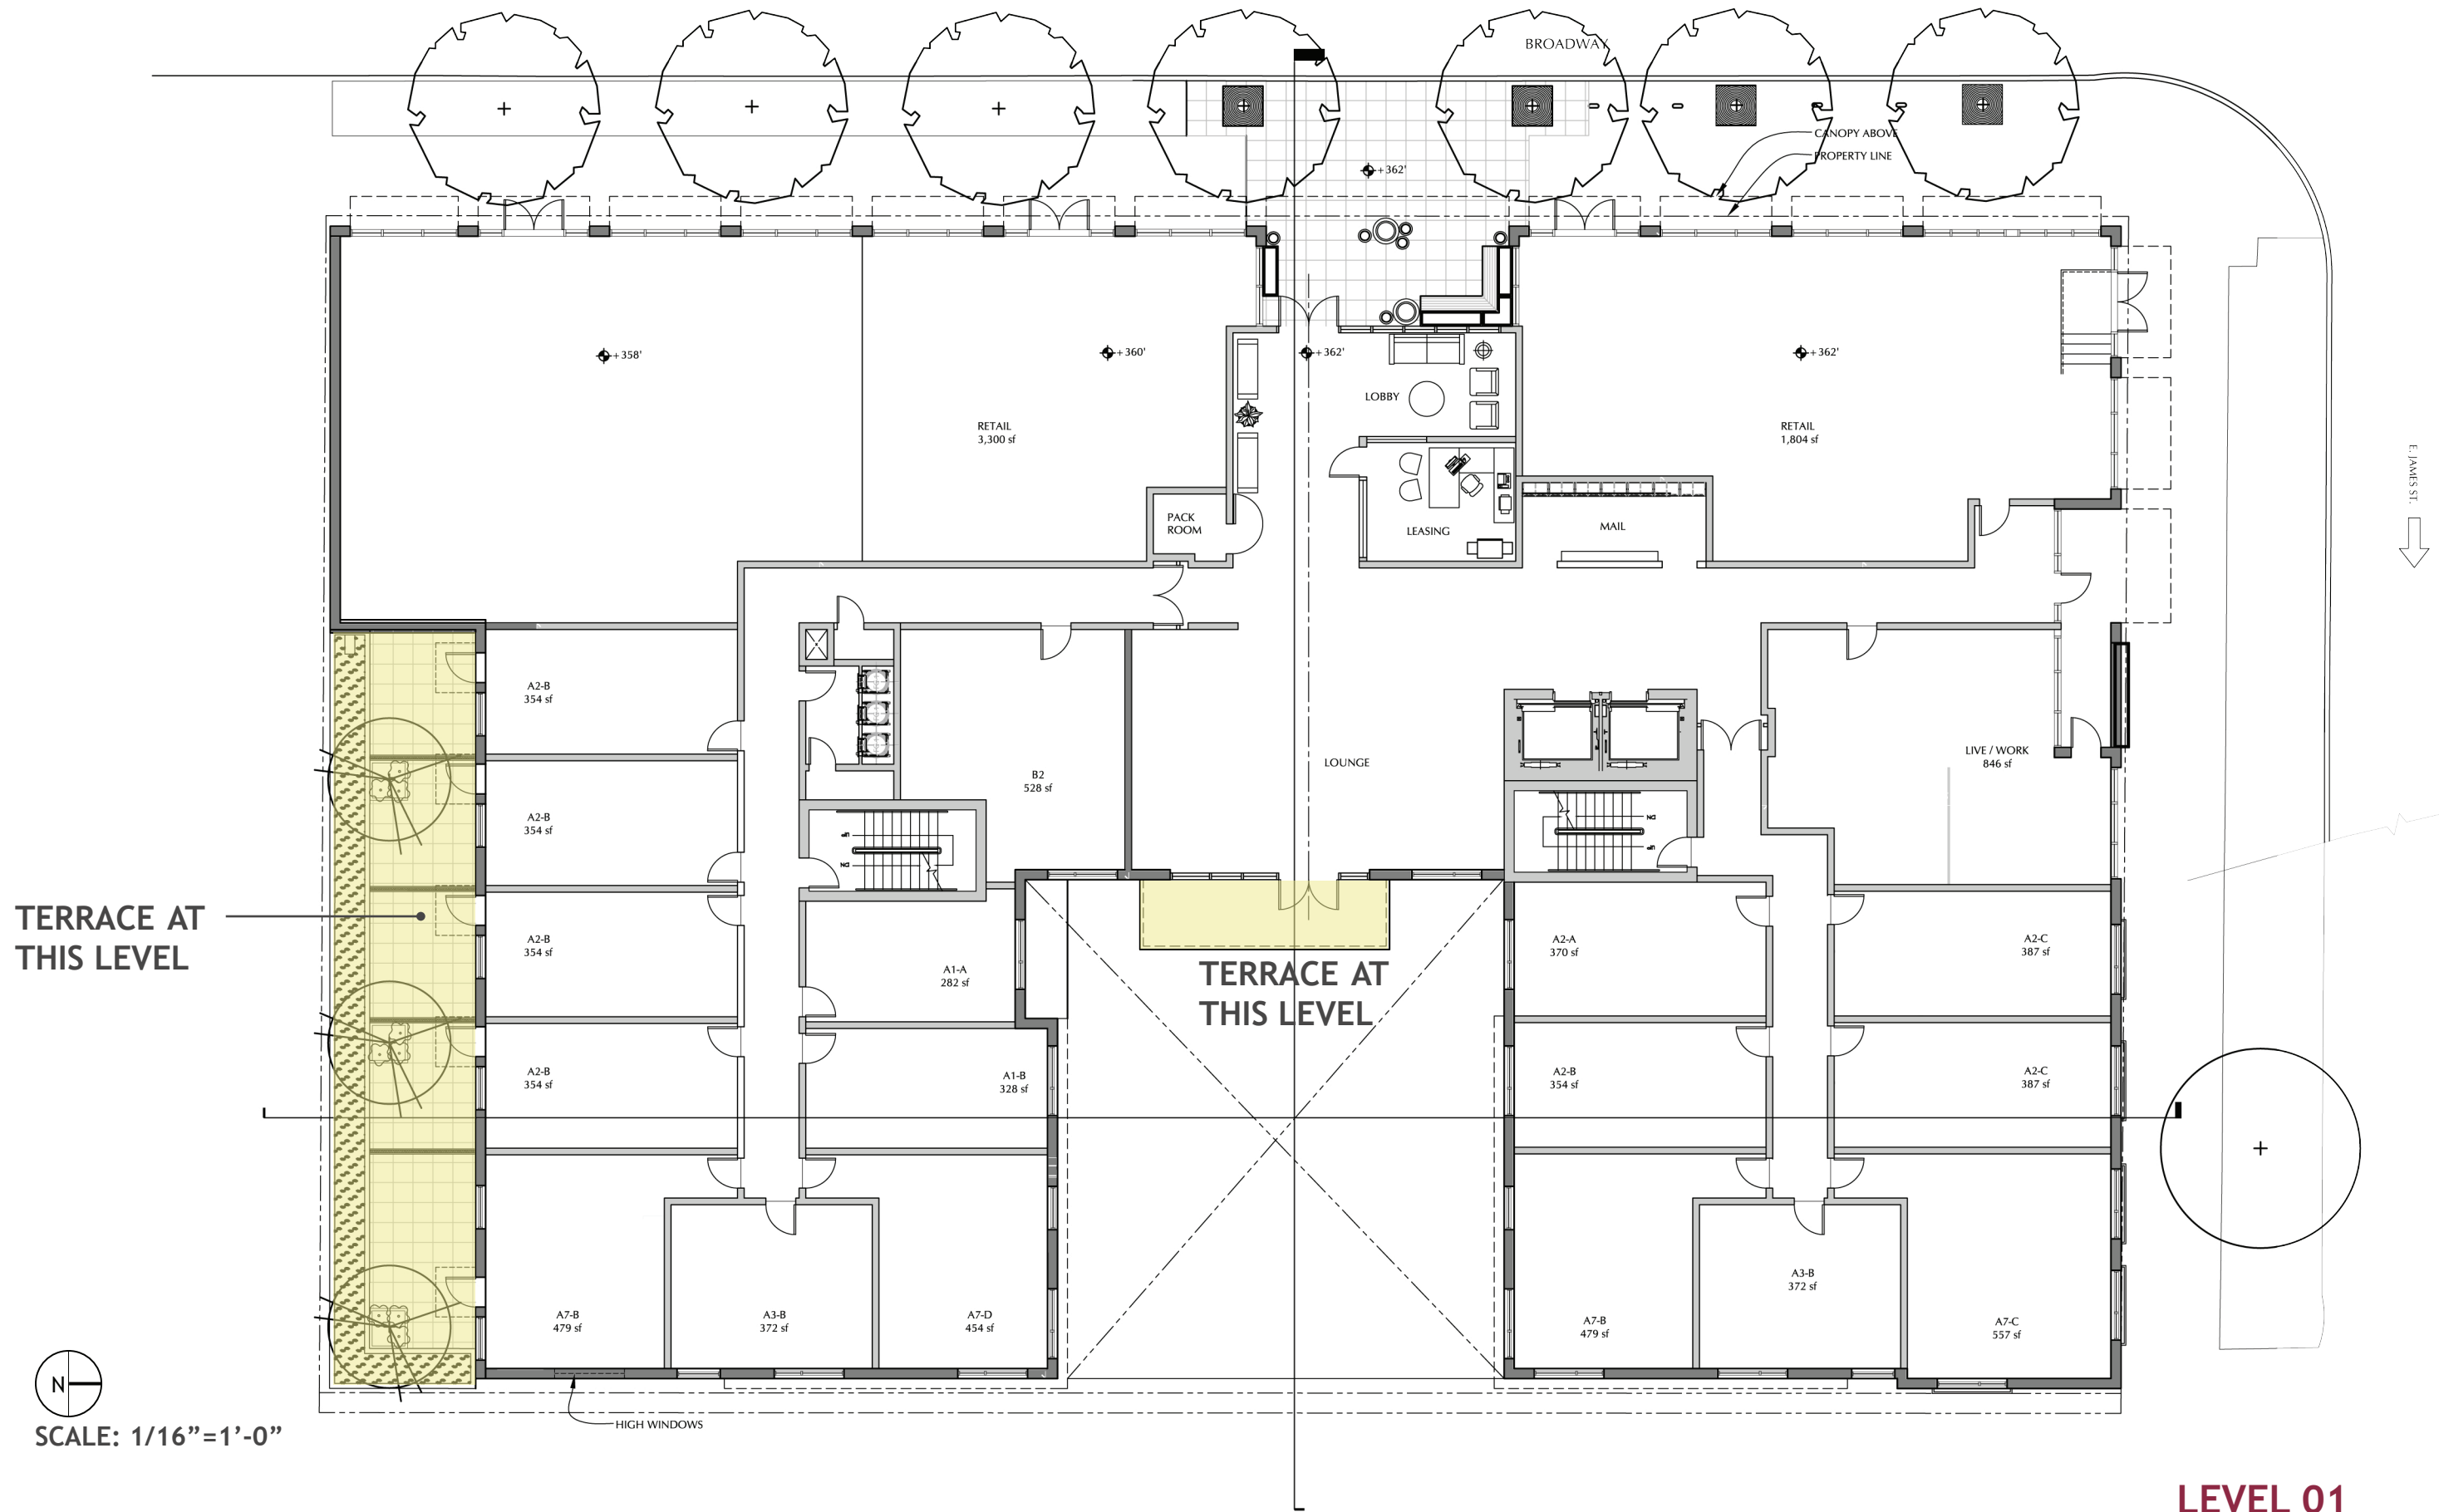 BROADWAY
CANOPY ABOVE
PROPERTY LINE
+362'
+358'
+360'
+362'
+362'
LOBBY
RETAIL
3,300 sf
RETAIL
1,804 sf
E. JAMES ST.
PACK
ROOM
LEASING
MAIL
A2-B
354 sf
B2
528 sf
LOUNGE
LIVE / WORK
846 sf
A2-B
354 sf
UP
DN
DN
UP
TERRACE AT
THIS LEVEL
A2-B
354 sf
A1-A
282 sf
TERRACE AT
THIS LEVEL
A2-A
370 sf
A2-C
387 sf
A2-B
354 sf
A1-B
328 sf
A2-B
354 sf
A2-C
387 sf
A7-B
479 sf
A3-B
372 sf
A7-D
454 sf
A7-B
479 sf
A3-B
372 sf
A7-C
557 sf
N
HIGH WINDOWS
SCALE: 1/16”=1’-0”
LEVEL 01